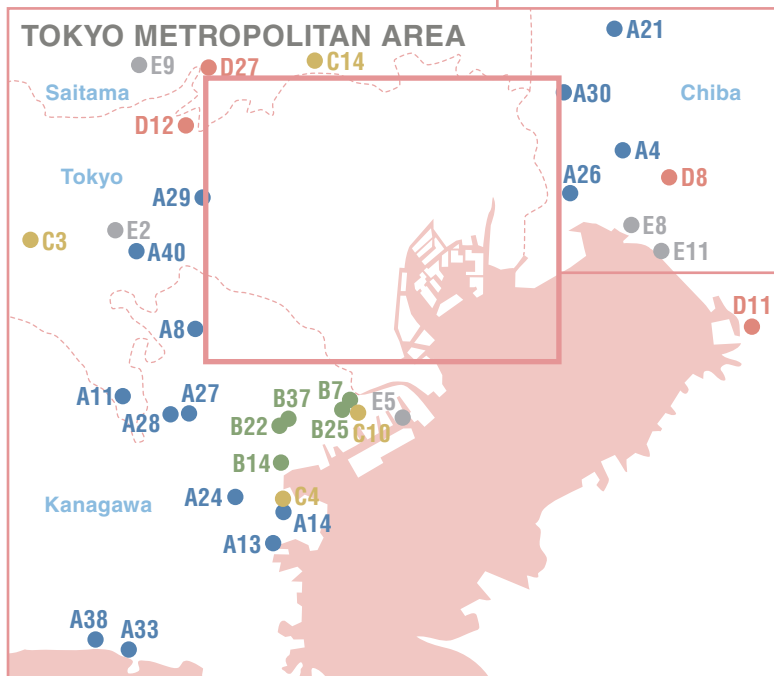 A21
TOKYO METROPOLITAN AREA
E9
D27
C14
Saitama
A30
Chiba
D12
A4
Tokyo
A26
D8
A29
E8
C3
E2
A40
E11
D11
A8
A11
A27
A28
B37
B7
E5
B22
B25
C10
B14
Kanagawa
A24
C4
A14
A13
A38
A33